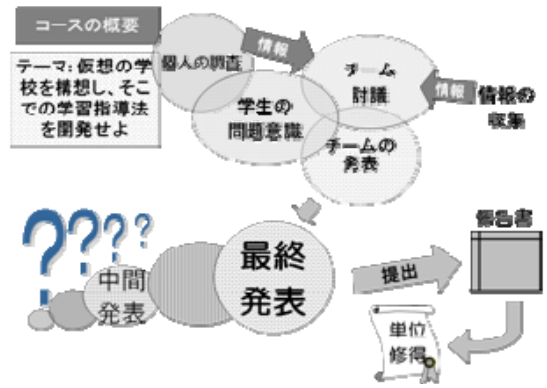 コースの概要
テーマ:仮想の学
校を構想し、そこ
での学習指導法
を開発せよ
個人の調査
情報
チーム
討議
情報
情報の
収集
学生の
問題意識
チームの
発表
????
中間
発表
最終
発表
提出
報告書
単位
修得